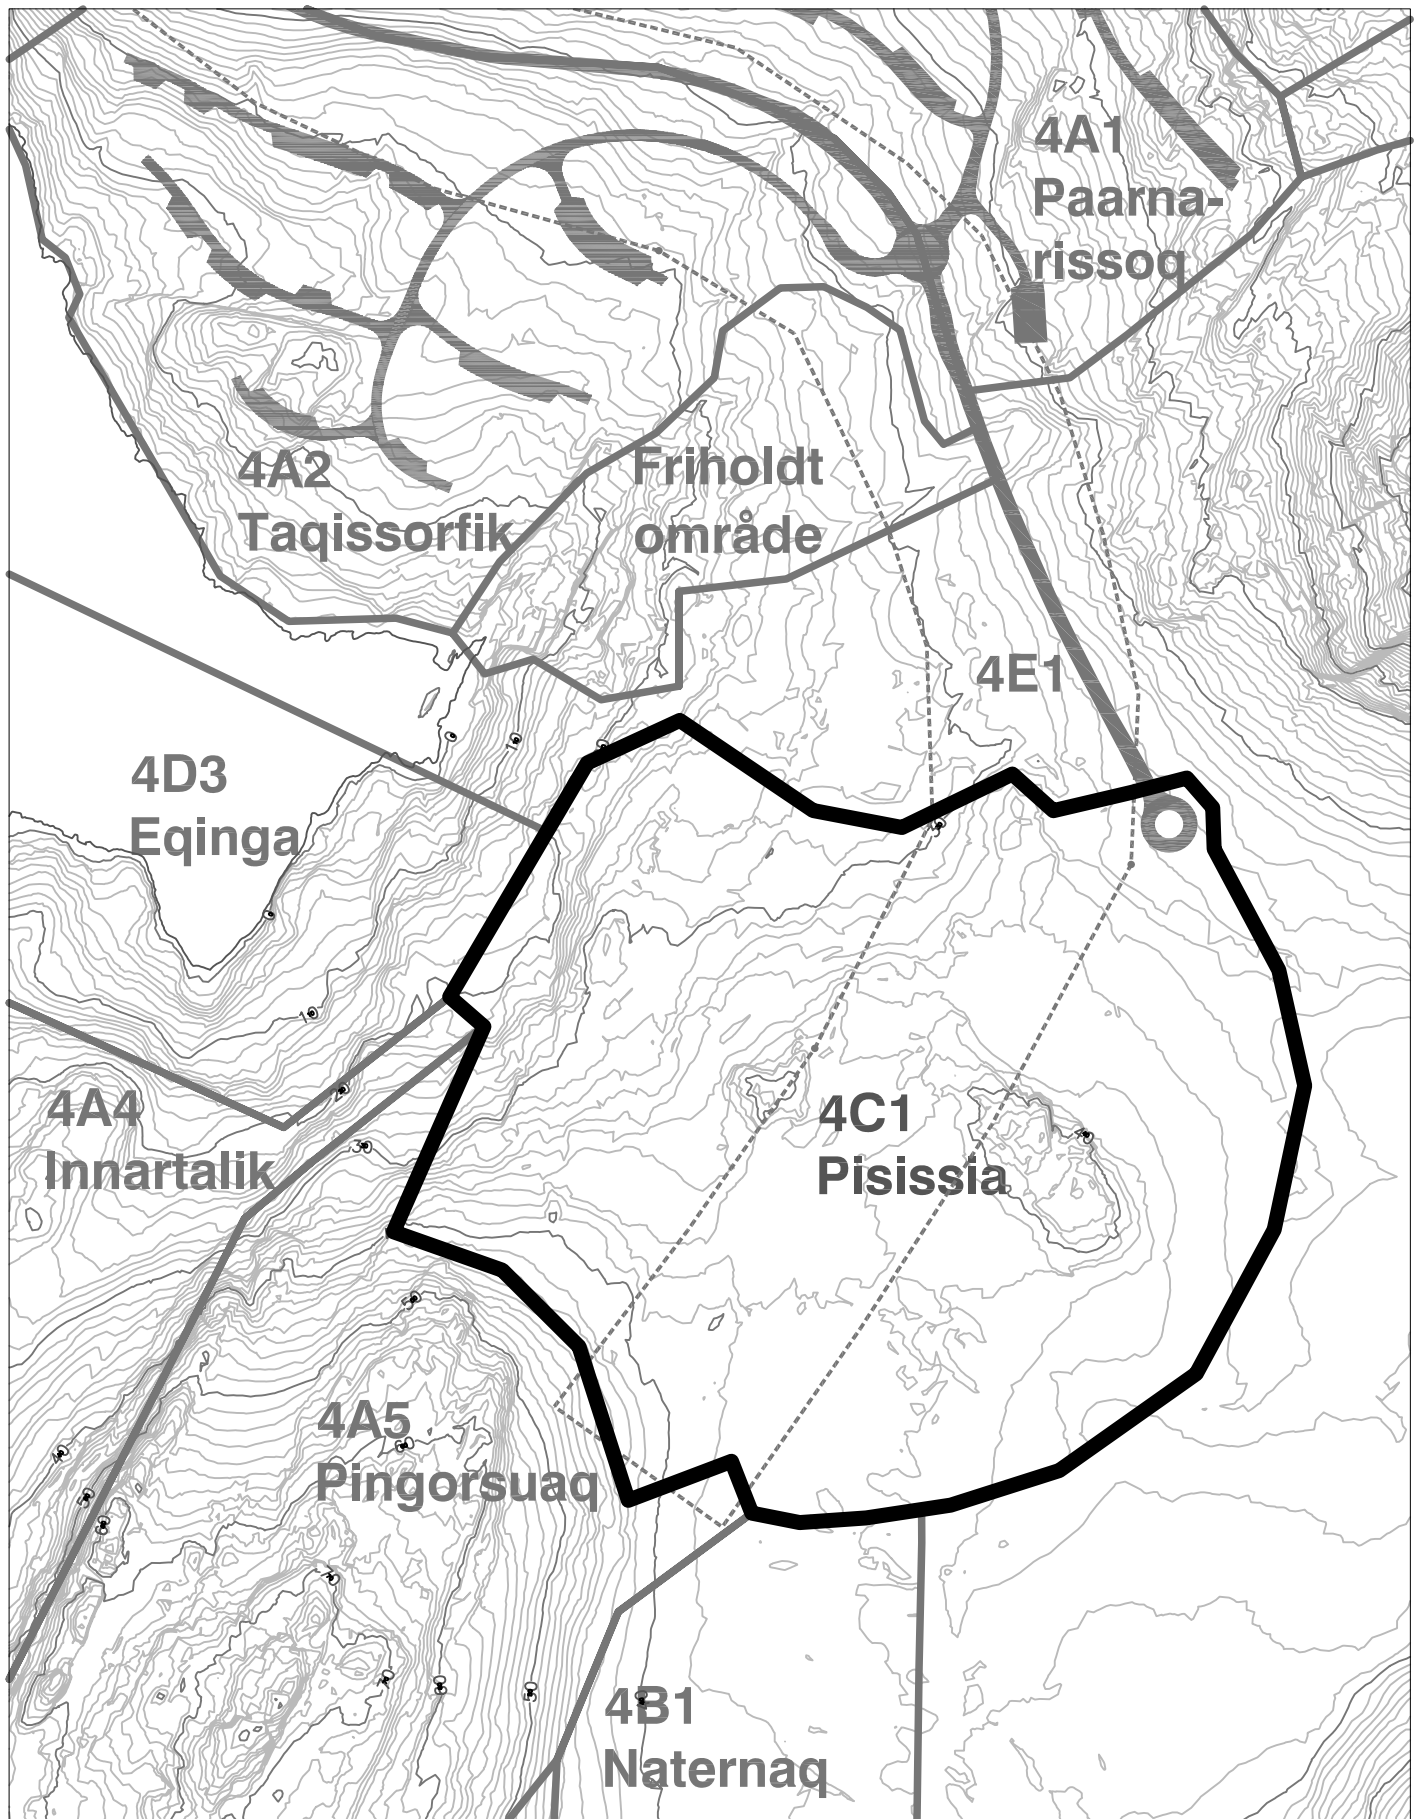 4A1
Paarna-
rissoq
4A2
Taqissorfik
Friholdt
område
4E1
4D3
Eqinga
4A4
Innartalik
4C1
Pisissia
4A5
Pingorsuaq
4B1
Naternaq